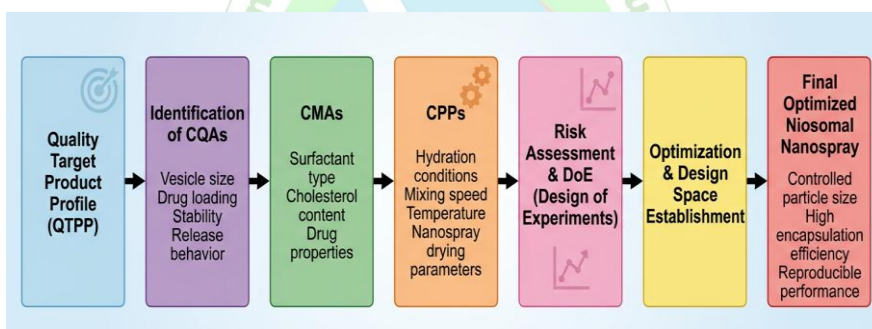 Quality
Target
Product
Profile
(QTPP)
Identification
of CQAs
Vesicle size
Drug loading
Stability
Release
behavior
CMAs
Surfactant
type
Cholesterol
content
Drug
properties
CPPs
Hydration
conditions
Mixing speed
Temperature
Nanospray
drying
parameters
Risk
Assessment
& DoE
(Design of
Experiments)
Optimization
& Design
Space
Establishment
Final
Optimized
Niosomal
Nanospray
Controlled
particle size
High
encapsulation
efficiency
Reproducible
performance